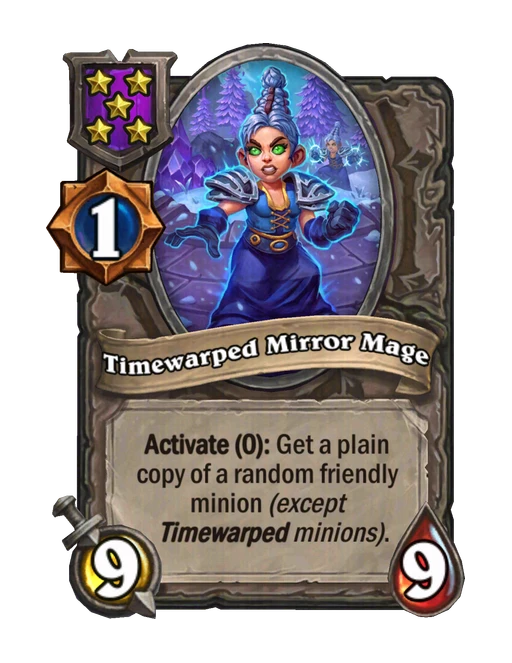 1
Timewarped Mirror Mage
Activate (0): Get a plain
copy of a random friendly
minion (except
Timewarped minions).
9
9